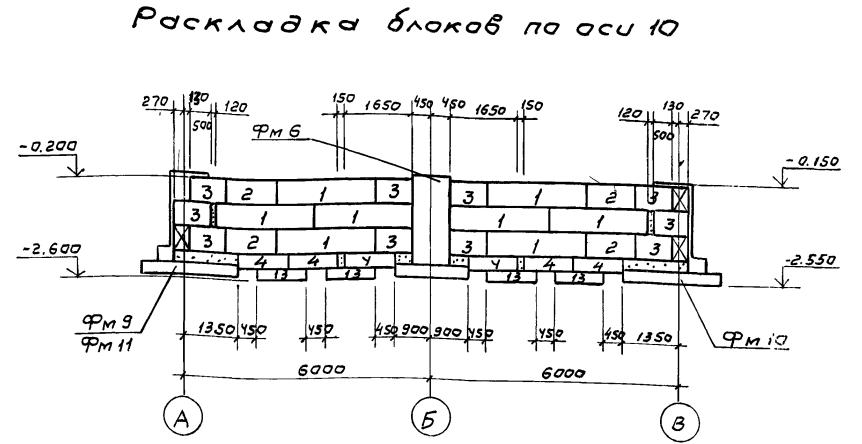 Раскладка блоков по оси 10
270 130 120 150 1650 450 450 1650 150 120 130 270
500 500
Фм 6
-0.200 -0.150
3 2 1 3 3 1 2 3
3 1 1 1 1 3
3 2 1 3 3 1 2 3
-2.600 4 4 4 4 4 4 -2.550
13 13 13 13
Фм 9 1350 450 450 450 900 900 450 450 450 1350 Фм 10
Фм 11
6000 6000
А Б В